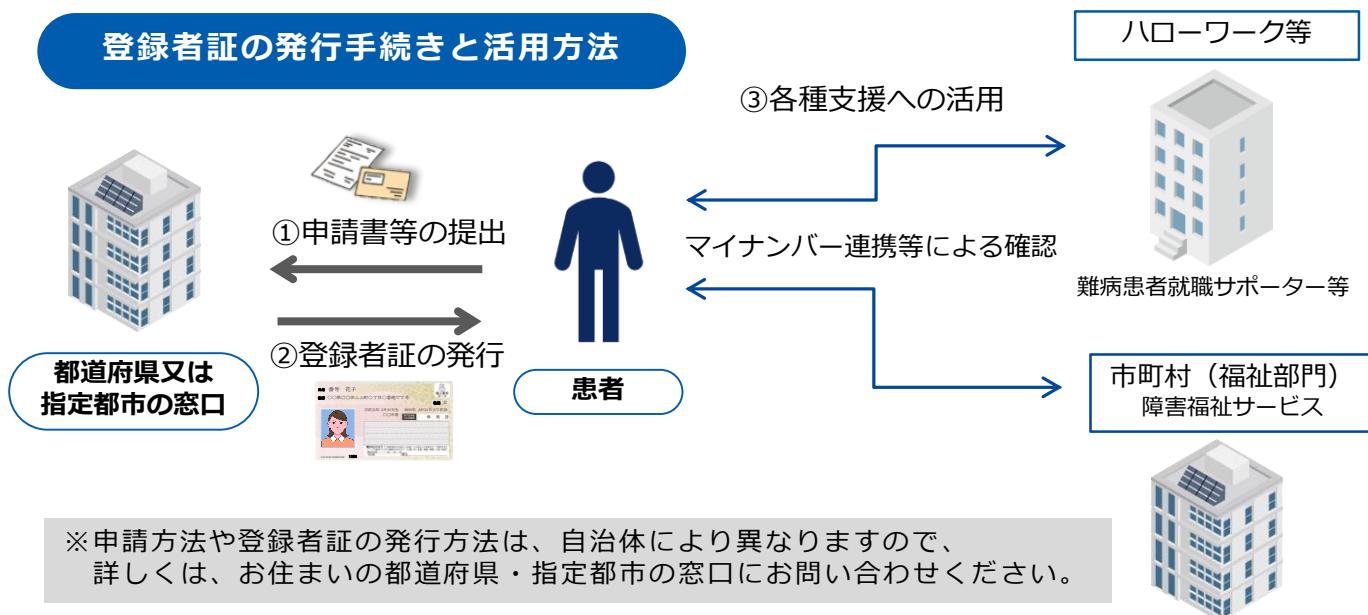 登録者証の発行手続きと活用方法
ハローワーク等
③各種支援への活用
①申請書等の提出
マイナンバー連携等による確認
難病患者就職サポーター等
②登録者証の発行
都道府県又は
指定都市の窓口
患者
市町村（福祉部門）
障害福祉サービス
番号 花子
※申請方法や登録者証の発行方法は、自治体により異なりますので、
詳しくは、お住まいの都道府県・指定都市の窓口にお問い合わせください。